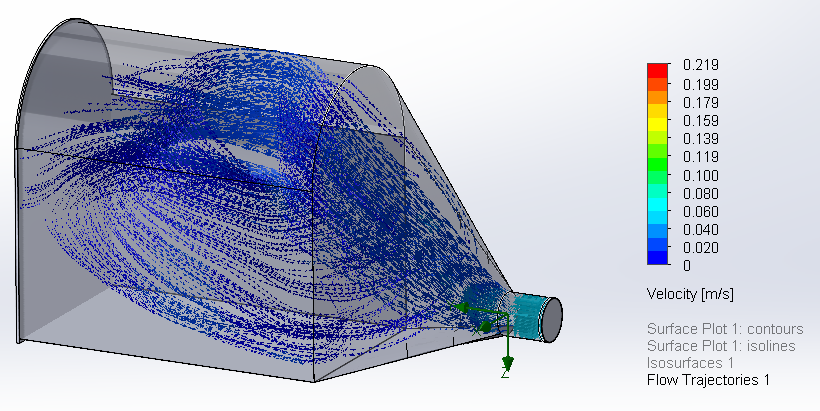 0.219
0.199
0.179
0.159
0.139
0.119
0.100
0.080
0.060
0.040
0.020
0
Velocity [m/s]
Surface Plot 1: contours
Surface Plot 1: isolines
Isosurfaces 1
Flow Trajectories 1
Z